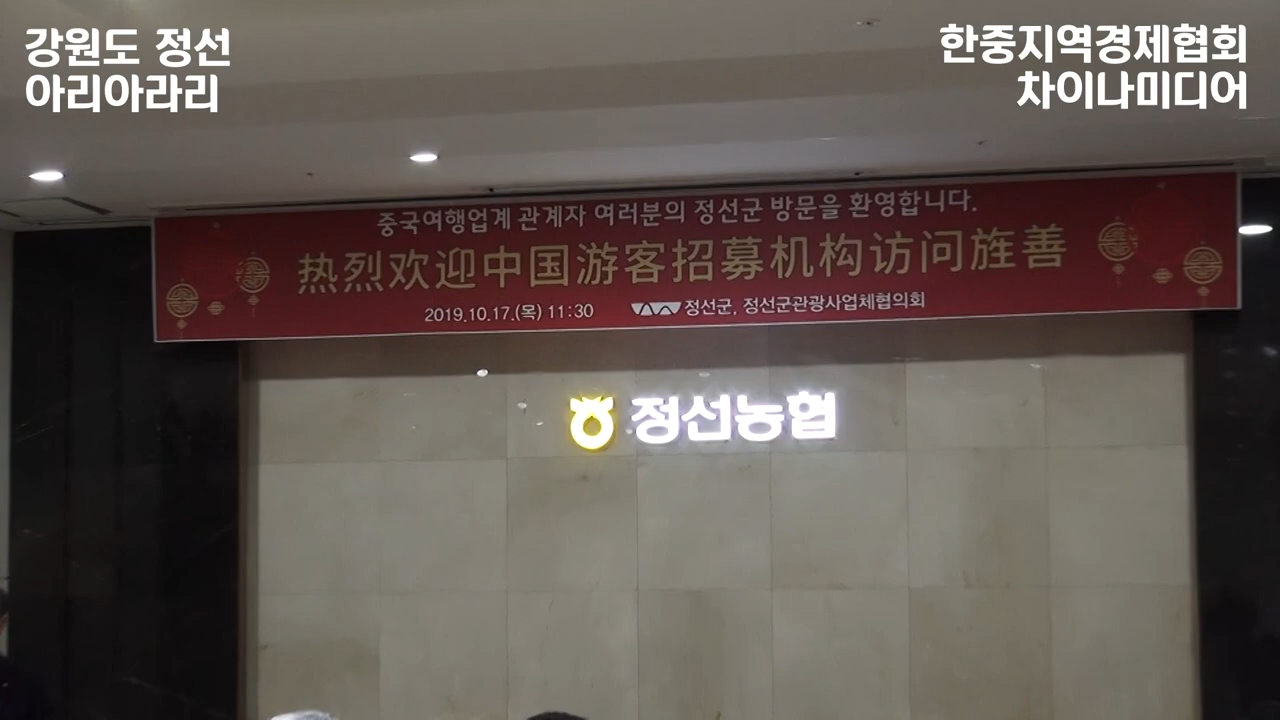 강원도 정선
아리아라리
한중지역경제협회
차이나미디어
중국여행업계 관계자 여러분의 정선군 방문을 환영합니다.
热烈欢迎中国游客招募机构访问旌善
2019.10.17.(목) 11:30 정선군, 정선군관광사업체협의회
정선농협